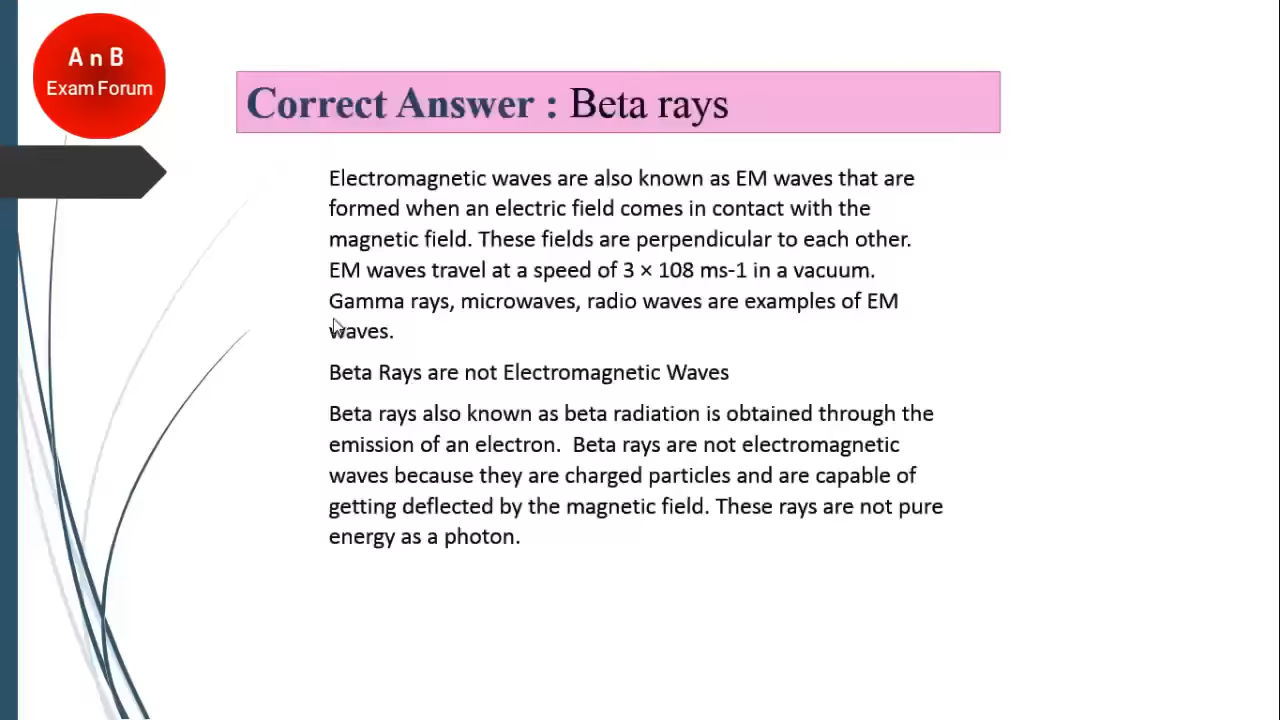 A n B
Exam Forum
Correct Answer : Beta rays
Electromagnetic waves are also known as EM waves that are
formed when an electric field comes in contact with the
magnetic field. These fields are perpendicular to each other.
EM waves travel at a speed of 3 × 108 ms-1 in a vacuum.
Gamma rays, microwaves, radio waves are examples of EM
waves.
Beta Rays are not Electromagnetic Waves
Beta rays also known as beta radiation is obtained through the
emission of an electron.  Beta rays are not electromagnetic
waves because they are charged particles and are capable of
getting deflected by the magnetic field. These rays are not pure
energy as a photon.